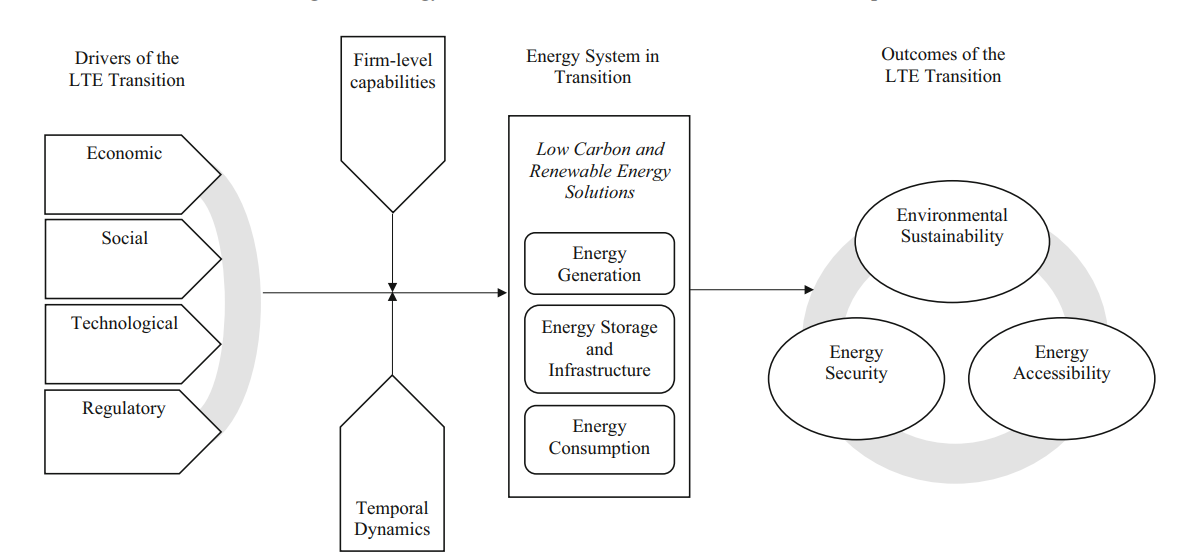 Drivers of the
LTE Transition
Economic
Social
Technological
Regulatory
Firm-level
capabilities
Temporal
Dynamics
Energy System in
Transition
Low Carbon and
Renewable Energy
Solutions
Energy
Generation
Energy Storage
and
Infrastructure
Energy
Consumption
Outcomes of the
LTE Transition
Environmental
Sustainability
Energy
Security
Energy
Accessibility